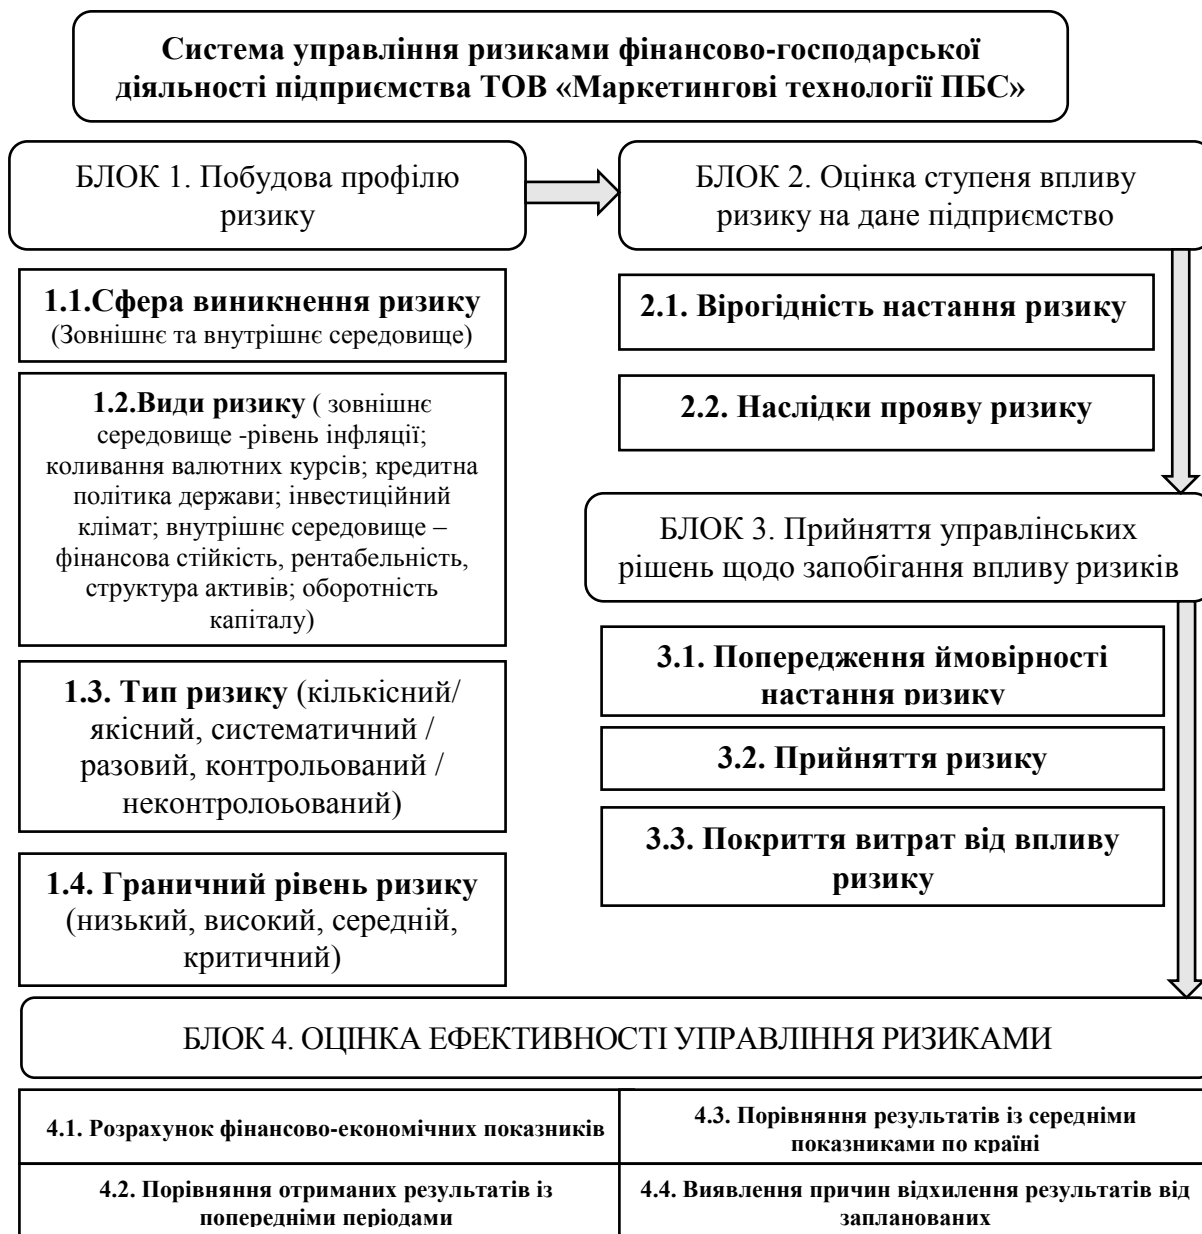 Система управління ризиками фінансово-господарської
діяльності підприємства ТОВ «Маркетингові технології ПБС»
БЛОК 1. Побудова профілю
ризику
БЛОК 2. Оцінка ступеня впливу
ризику на дане підприємство
1.1.Сфера виникнення ризику
(Зовнішнє та внутрішнє середовище)
1.2.Види ризику ( зовнішнє
середовище -рівень інфляції;
коливання валютних курсів; кредитна
політика держави; інвестиційний
клімат; внутрішнє середовище –
фінансова стійкість, рентабельність,
структура активів; оборотність
капіталу)
1.3. Тип ризику (кількісний/
якісний, систематичний /
разовий, контрольований /
неконтролоьований)
1.4. Граничний рівень ризику
(низький, високий, середній,
критичний)
2.1. Вірогідність настання ризику
2.2. Наслідки прояву ризику
БЛОК 3. Прийняття управлінських
рішень щодо запобігання впливу ризиків
3.1. Попередження ймовірності
настання ризику
3.2. Прийняття ризику
3.3. Покриття витрат від впливу
ризику
БЛОК 4. ОЦІНКА ЕФЕКТИВНОСТІ УПРАВЛІННЯ РИЗИКАМИ
4.1. Розрахунок фінансово-економічних показників
4.3. Порівняння результатів із середніми
показниками по країні
4.2. Порівняння отриманих результатів із
попередніми періодами
4.4. Виявлення причин відхилення результатів від
запланованих